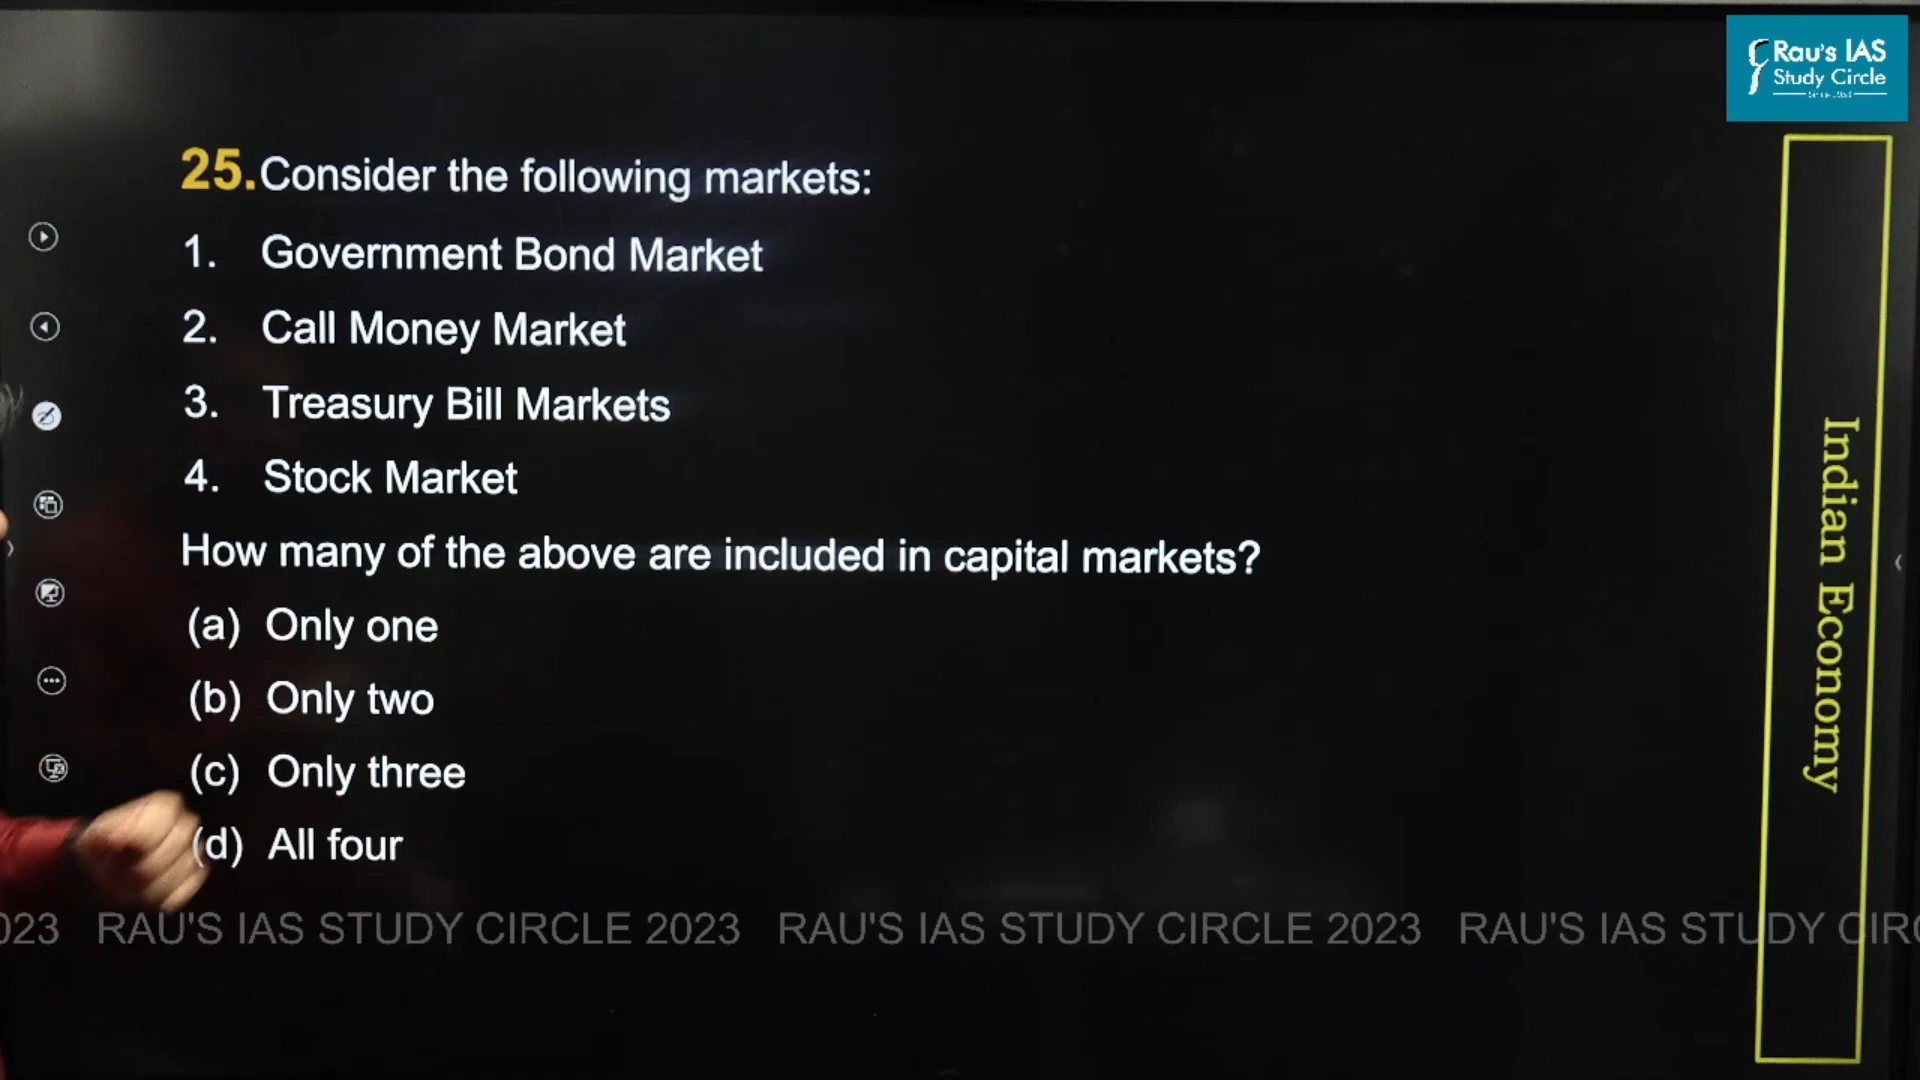 Rau's IAS
Study Circle
25. Consider the following markets:
1. Government Bond Market
2. Call Money Market
3. Treasury Bill Markets
4. Stock Market
How many of the above are included in capital markets?
(a) Only one
(b) Only two
(c) Only three
(d) All four
Indian Economy
023 RAU'S IAS STUDY CIRCLE 2023 RAU'S IAS STUDY CIRCLE 2023 RAU'S IAS STUDY CIRC